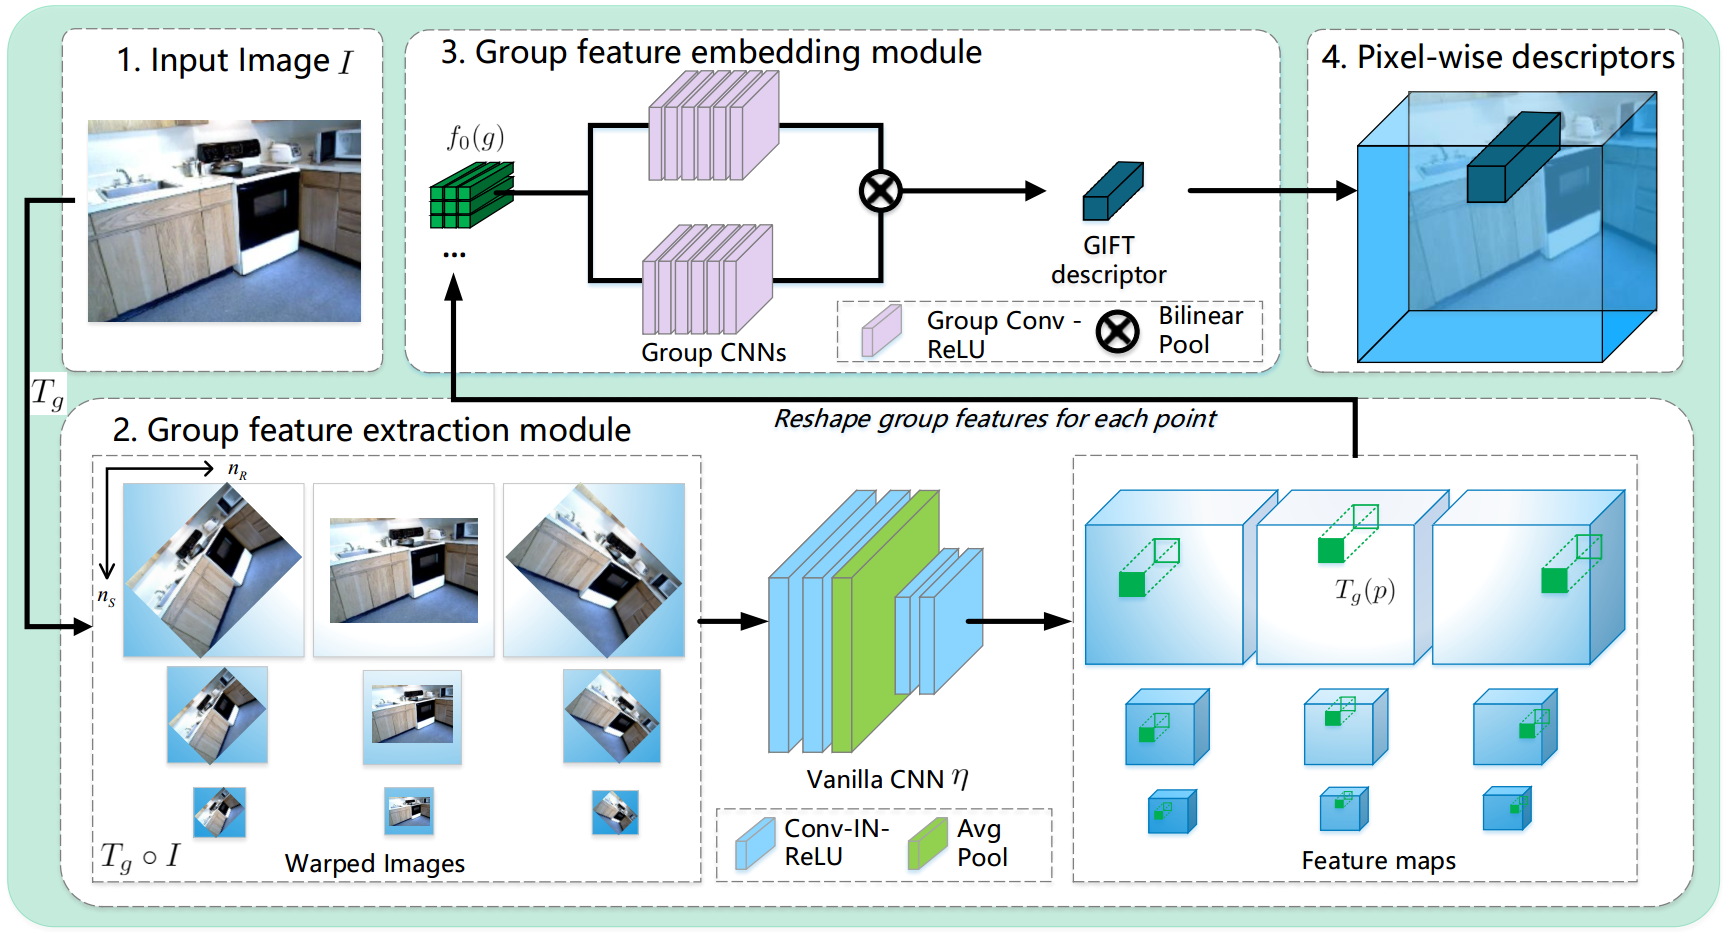 1. Input Image I
T_g
3. Group feature embedding module
f_0(g)
...
Group CNNs
GIFT
descriptor
Group Conv -
ReLU
Bilinear
Pool
4. Pixel-wise descriptors
Reshape group features for each point
2. Group feature extraction module
n_R
n_S
T_g ∘ I
Warped Images
Vanilla CNN η
Conv-IN-
ReLU
Avg
Pool
T_g(p)
Feature maps